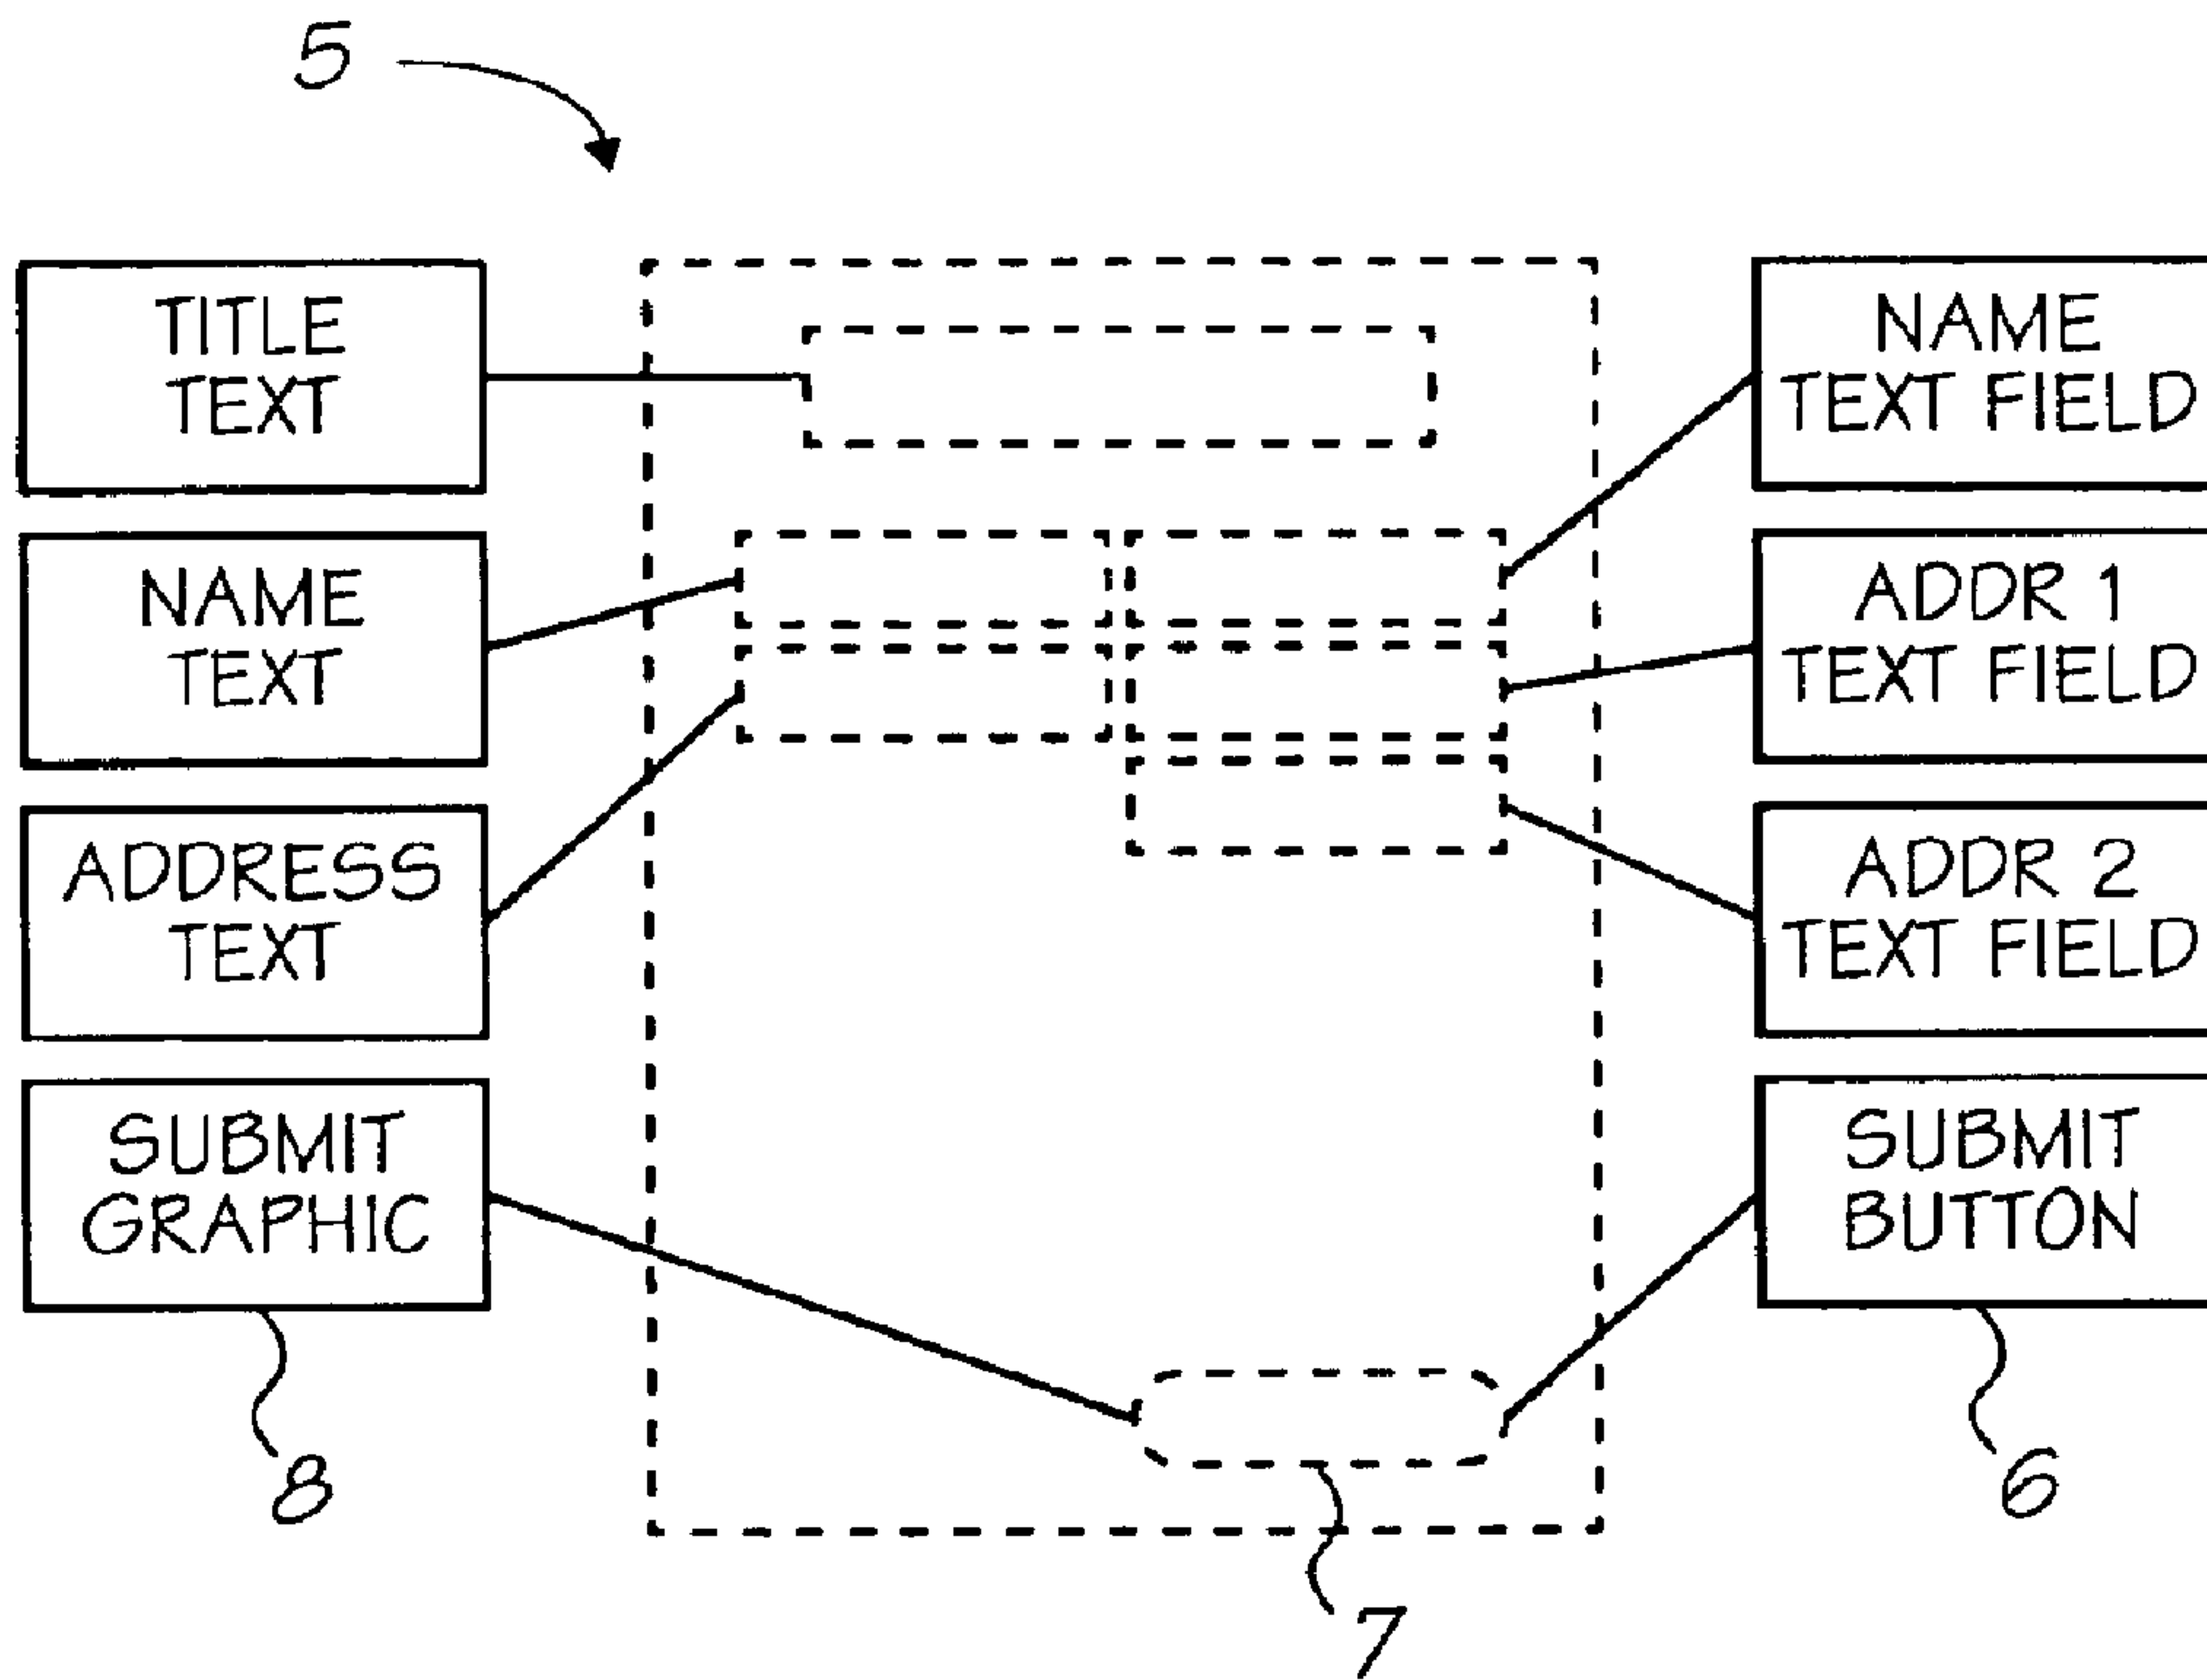 5
TITLE
TEXT
NAME
TEXT FIELD
NAME
TEXT
ADDR 1
TEXT FIELD
ADDRESS
TEXT
ADDR 2
TEXT FIELD
SUBMIT
GRAPHIC
SUBMIT
BUTTON
8
6
7